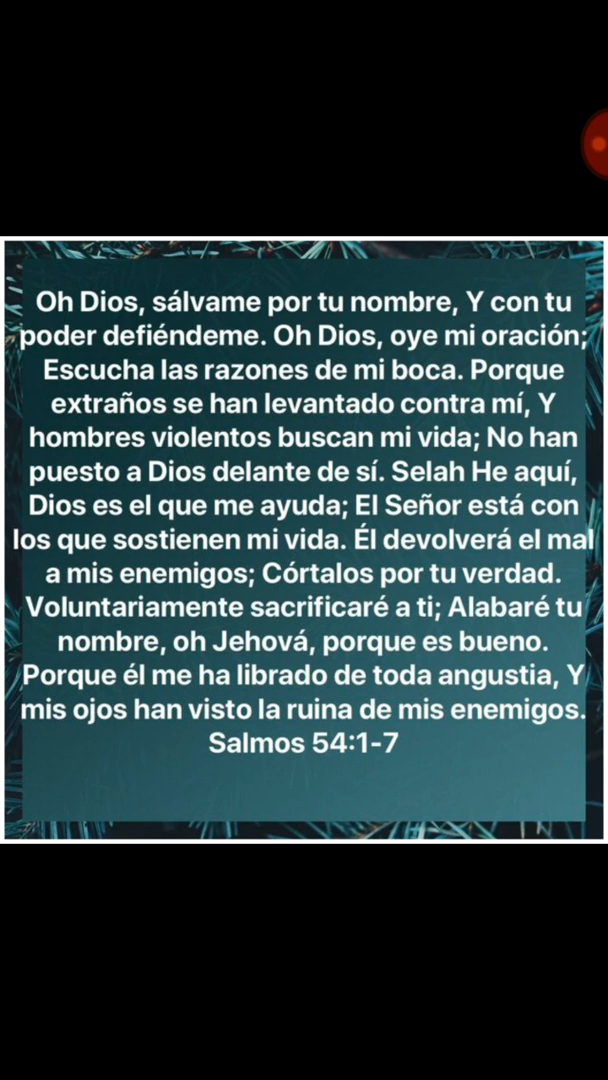 Oh Dios, sálvame por tu nombre, Y con tu
poder defiéndeme. Oh Dios, oye mi oración;
Escucha las razones de mi boca. Porque
extraños se han levantado contra mí, Y
hombres violentos buscan mi vida; No han
puesto a Dios delante de sí. Selah He aquí,
Dios es el que me ayuda; El Señor está con
los que sostienen mi vida. Él devolverá el mal
a mis enemigos; Córtalos por tu verdad.
Voluntariamente sacrificaré a ti; Alabaré tu
nombre, oh Jehová, porque es bueno.
Porque él me ha librado de toda angustia, Y
mis ojos han visto la ruina de mis enemigos.
Salmos 54:1-7